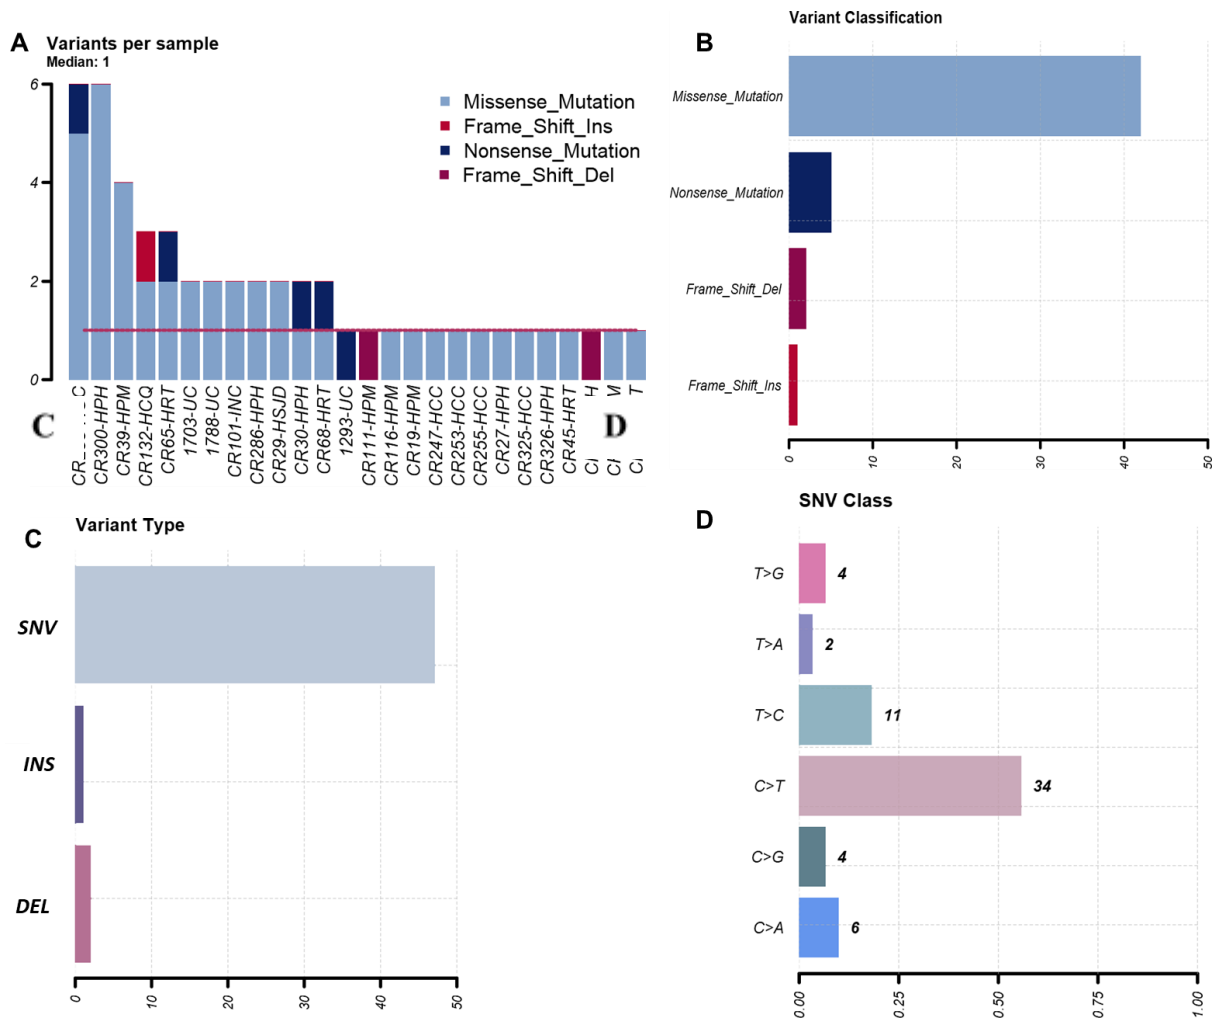 A
Variants per sample
Median: 1
6
4
2
0
Missense_Mutation
Frame_Shift_Ins
Nonsense_Mutation
Frame_Shift_Del
CR300-HPH
CR39-HPM
CR132-HCQ
CR65-HRT
1703-UC
1788-UC
CR101-INC
CR286-HPH
CR29-HSJD
CR30-HPH
CR68-HRT
1293-UC
CR111-HPM
CR116-HPM
CR19-HPM
CR247-HCC
CR253-HCC
CR255-HCC
CR27-HPH
CR325-HCC
CR326-HPH
CR45-HRT
C
D
B
Variant Classification
Missense_Mutation
Nonsense_Mutation
Frame_Shift_Del
Frame_Shift_Ins
0
10
20
30
40
50
C
Variant Type
SNV
INS
DEL
0
10
20
30
40
50
D
SNV Class
T>G
4
T>A
2
T>C
11
C>T
34
C>G
4
C>A
6
0.00
0.25
0.50
0.75
1.00